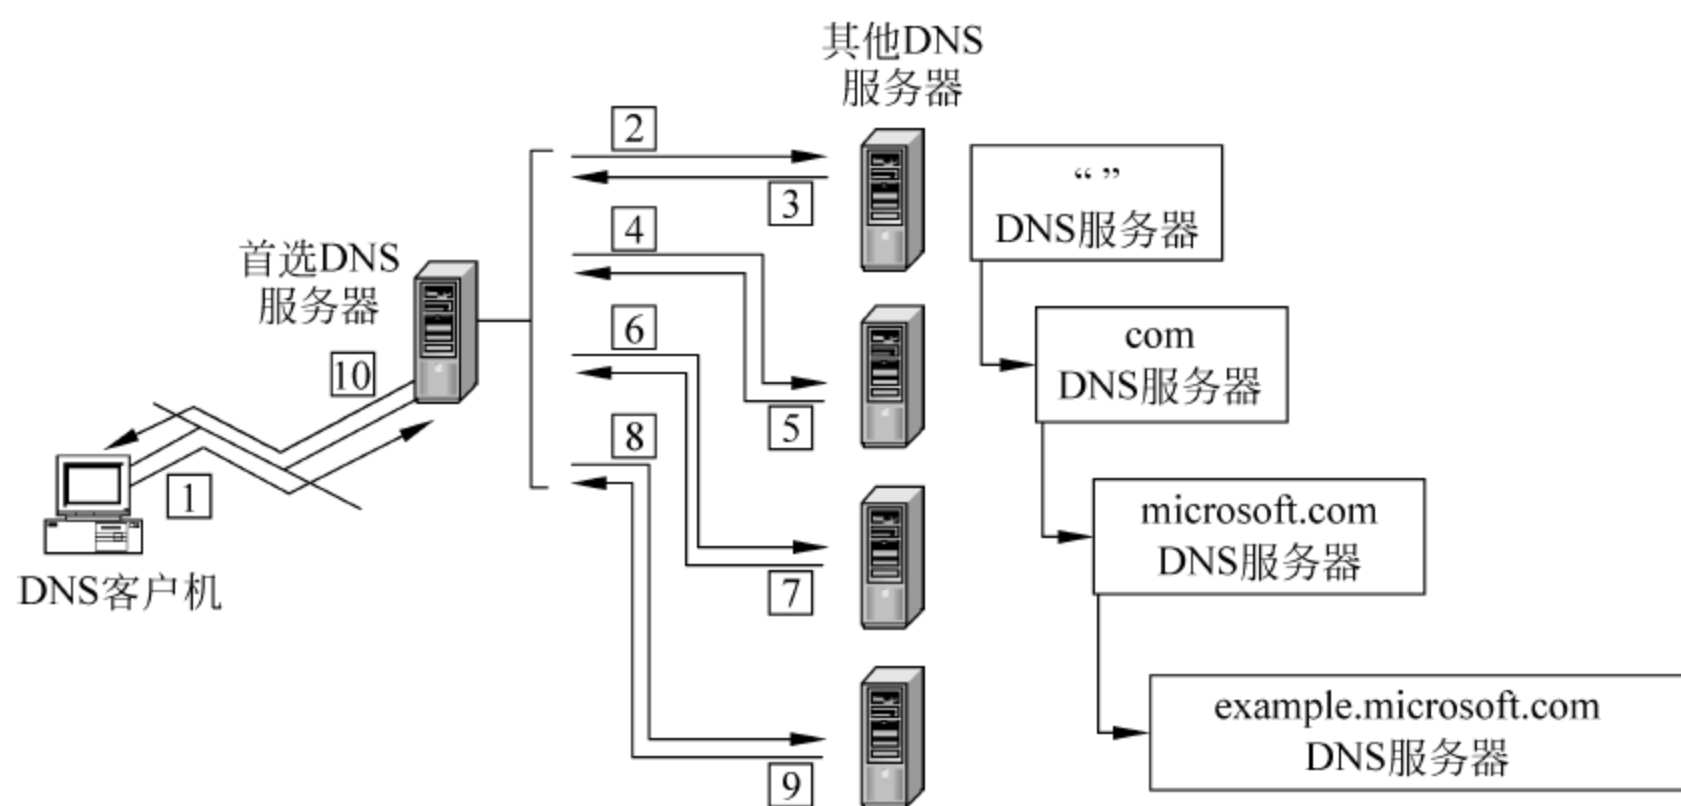 其他DNS
服务器
2
3
“ ”
DNS服务器
4
首选DNS
服务器
6
com
DNS服务器
10
5
8
1
microsoft.com
DNS服务器
7
DNS客户机
example.microsoft.com
DNS服务器
9